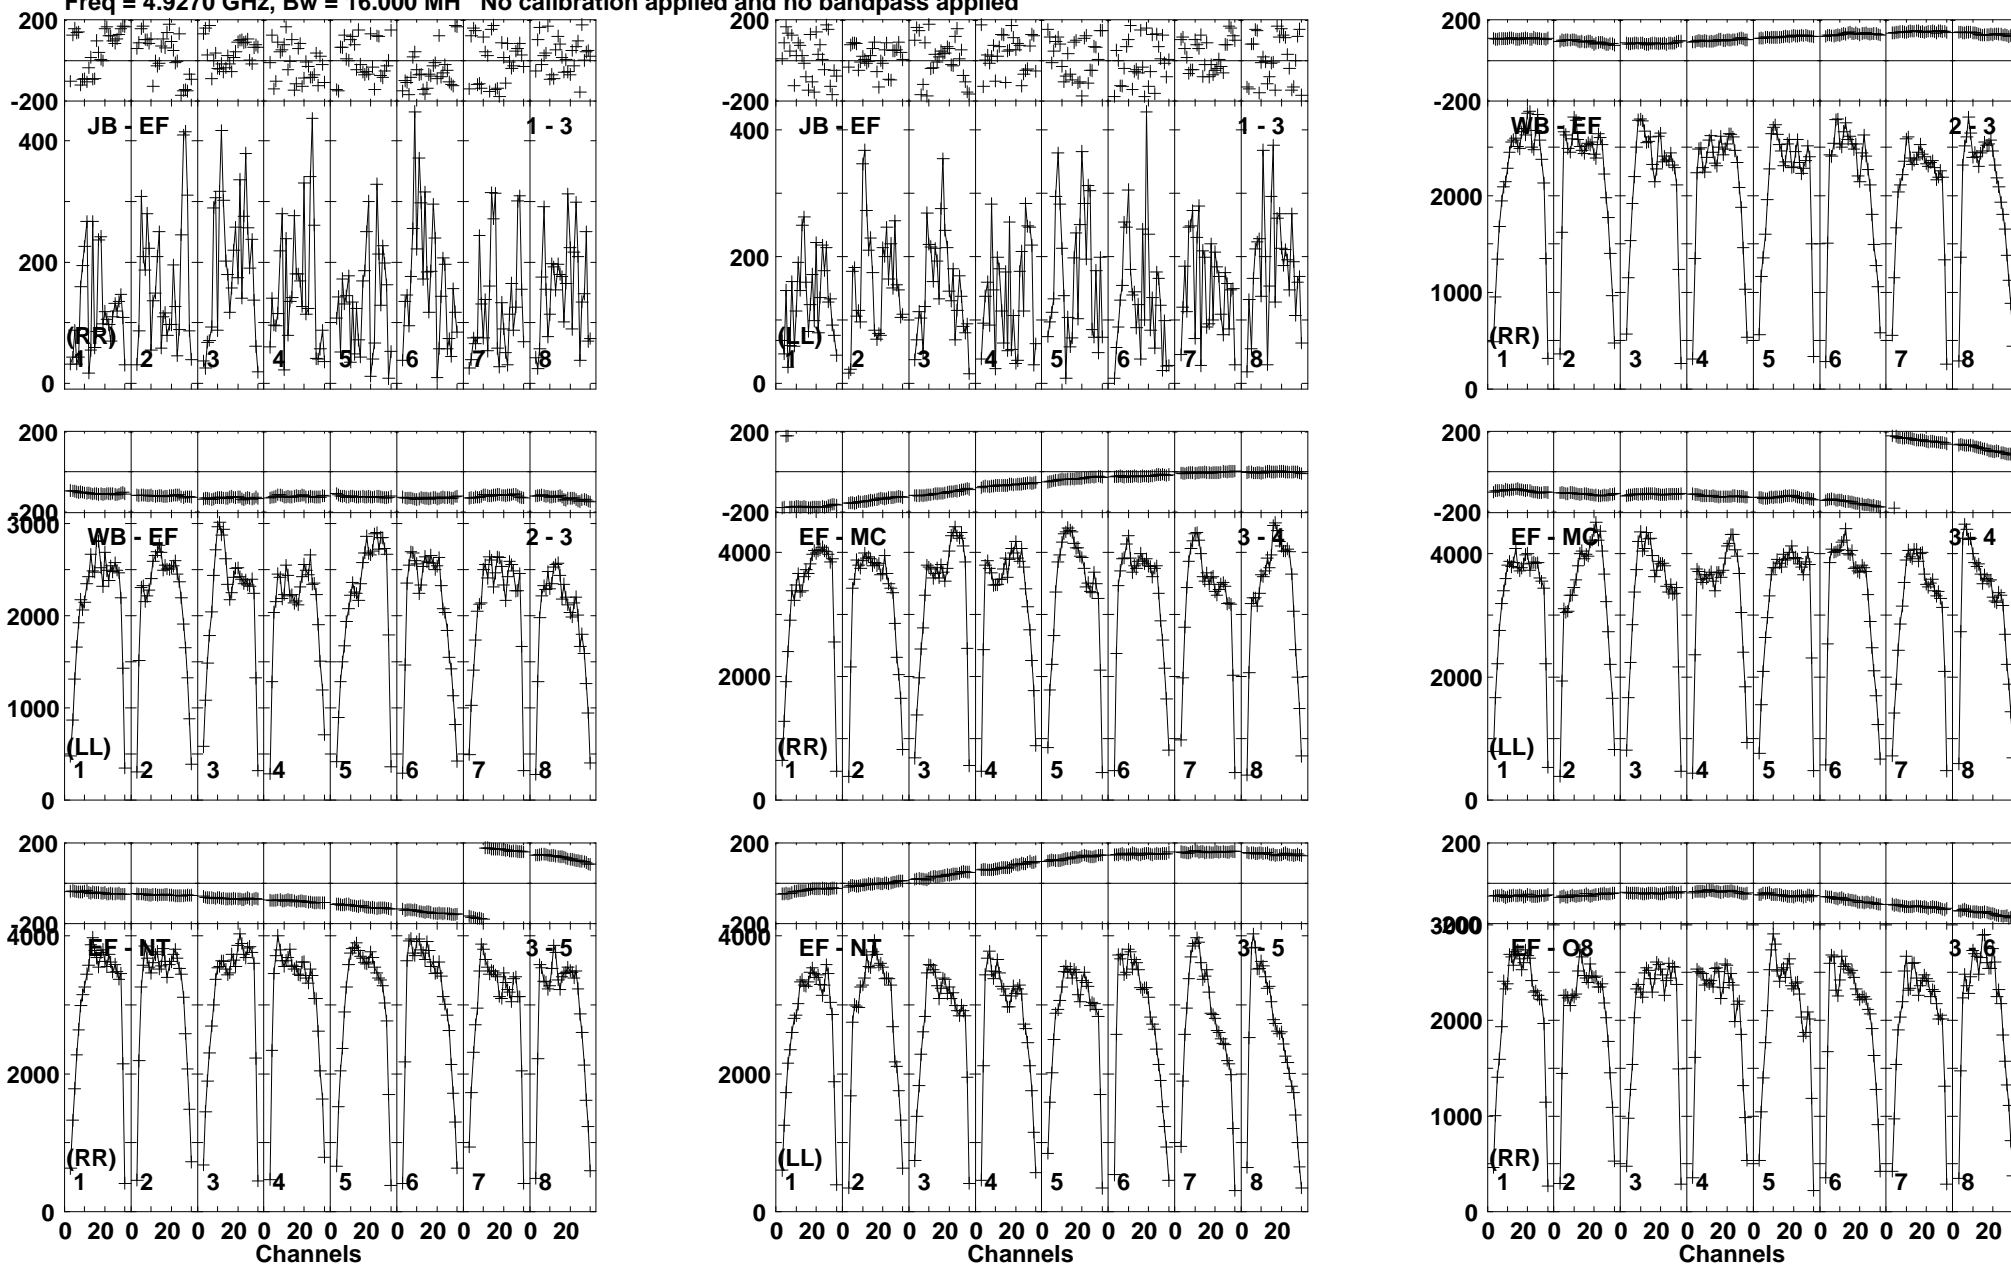 Freq = 4.9270 GHz, Bw = 16.000 MH No calibration applied and no bandpass applied
200 200 200
-200 -200 -200
JB - EF 1 - 3 JB - EF 1 - 3 WB - EF 2 - 3
400 400
2000
200 200
1000
(RR) (LL) (RR)
1 2 3 4 5 6 7 8 1 2 3 4 5 6 7 8 1 2 3 4 5 6 7 8
0 0 0
200 200 200
-200 -200 -200
3000
WB - EF 2 - 3 EF - MC 3 - 4 EF - MC 3 - 4
4000 4000
2000
2000 2000
1000
(LL) (RR) (LL)
1 2 3 4 5 6 7 8 1 2 3 4 5 6 7 8 1 2 3 4 5 6 7 8
0 0 0
200 200 200
-200 -200 -200
4000 4000 3000
EF - NT 3 - 5 EF - NT 3 - 5 EF - O8 3 - 6
2000 2000 2000
1000
(RR) (LL) (RR)
1 2 3 4 5 6 7 8 1 2 3 4 5 6 7 8 1 2 3 4 5 6 7 8
0 0 0
0 20 0 20 0 20 0 20 0 20 0 20 0 20 0 20 0 20 0 20 0 20 0 20 0 20 0 20 0 20 0 20 0 20 0 20 0 20 0 20 0 20 0 20 0 20 0 20
Channels Channels Channels